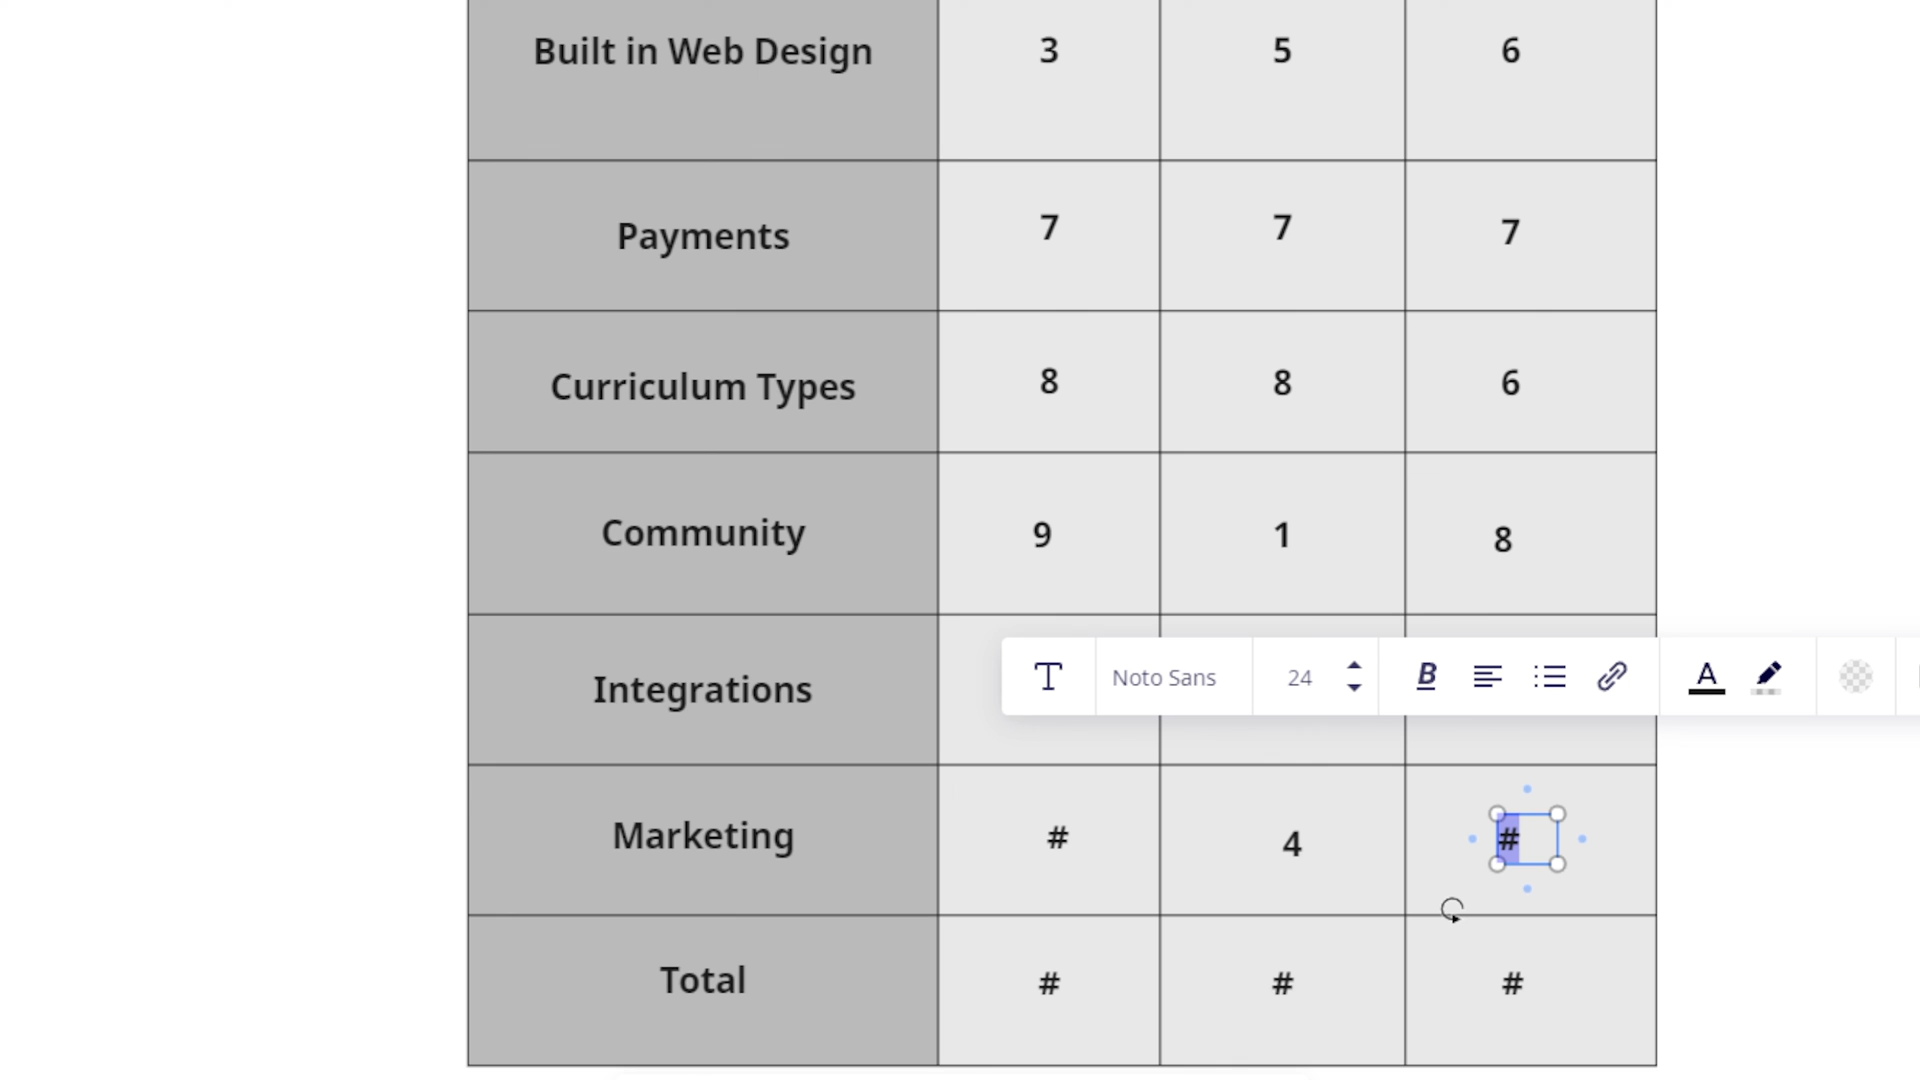 Built in Web Design 3 5 6
Payments 7 7 7
Curriculum Types 8 8 6
Community 9 1 8
Integrations
T Noto Sans 24 B A
Marketing # 4 #
Total # # #